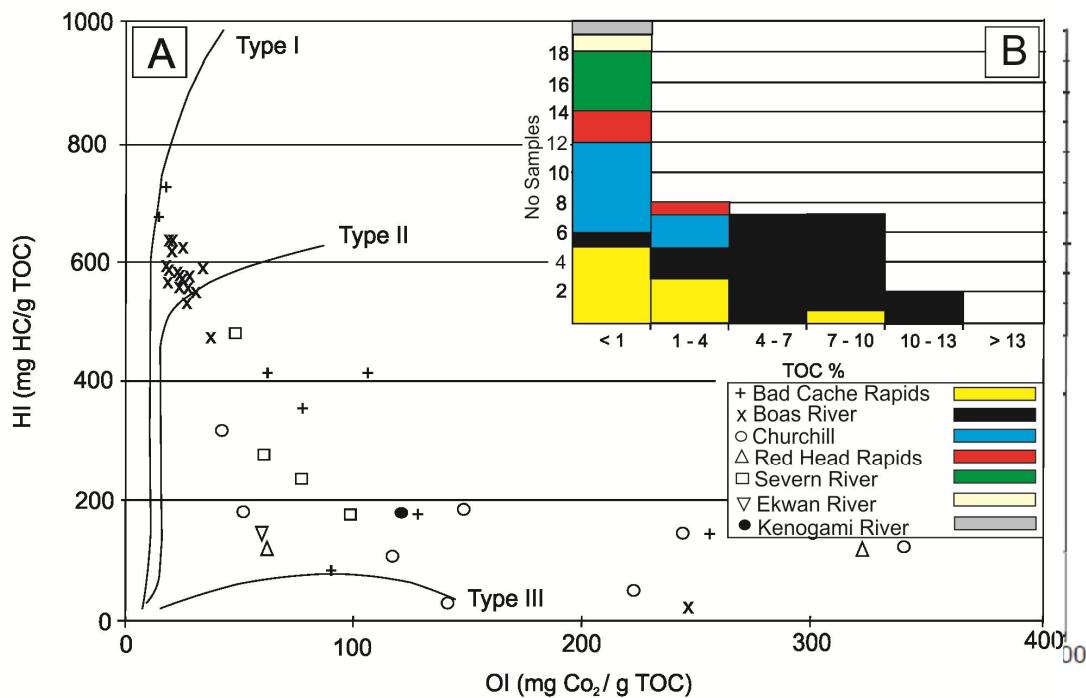 A
B
1000
800
600
400
200
0
HI (mg HC/g TOC)
Type I
Type II
Type III
0
100
200
300
400
OI (mg Co2 / g TOC)
No Samples
18
16
14
12
10
8
6
4
2
< 1
1 - 4
4 - 7
7 - 10
10 - 13
> 13
TOC %
+ Bad Cache Rapids
x Boas River
Churchill
Red Head Rapids
Severn River
Ekwan River
Kenogami River
00